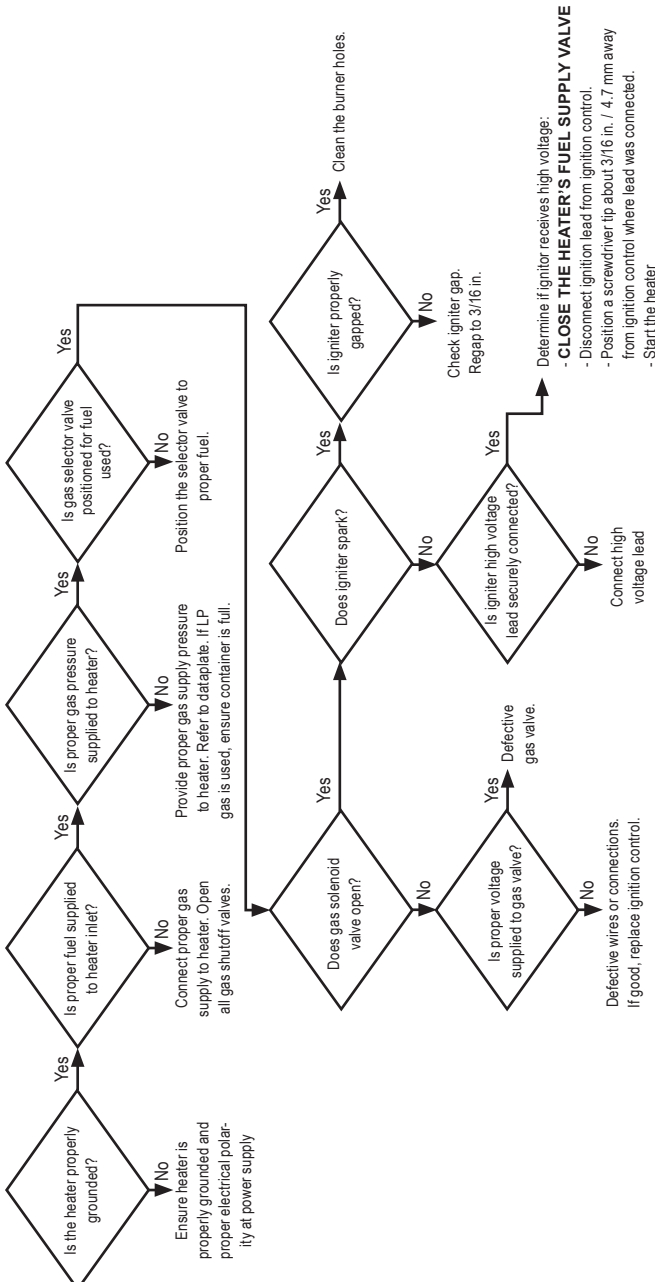 Is the heater properly
grounded?
Yes
No
Ensure heater is
properly grounded and
proper electrical polar-
ity at power supply
Is proper fuel supplied
to heater inlet?
Yes
No
Connect proper gas
supply to heater. Open
all gas shutoff valves.
Is proper gas pressure
supplied to heater?
Yes
No
Provide proper gas supply pressure
to heater. Refer to dataplate. If LP
gas is used, ensure container is full.
Is gas selector valve
positioned for fuel
used?
Yes
No
Position the selector valve to
proper fuel.
Does gas solenoid
valve open?
Yes
No
Is proper voltage
supplied to gas valve?
Yes
Defective
gas valve.
No
Defective wires or connections.
If good, replace ignition control.
Does igniter spark?
Yes
No
Is igniter high voltage
lead securely connected?
Yes
No
Connect high
voltage lead
Is igniter properly
gapped?
Yes
Clean the burner holes.
No
Check igniter gap.
Regap to 3/16 in.
Determine if ignitor receives high voltage:
- CLOSE THE HEATER'S FUEL SUPPLY VALVE
- Disconnect ignition lead from ignition control.
- Position a screwdriver tip about 3/16 in. / 4.7 mm away
from ignition control where lead was connected.
- Start the heater